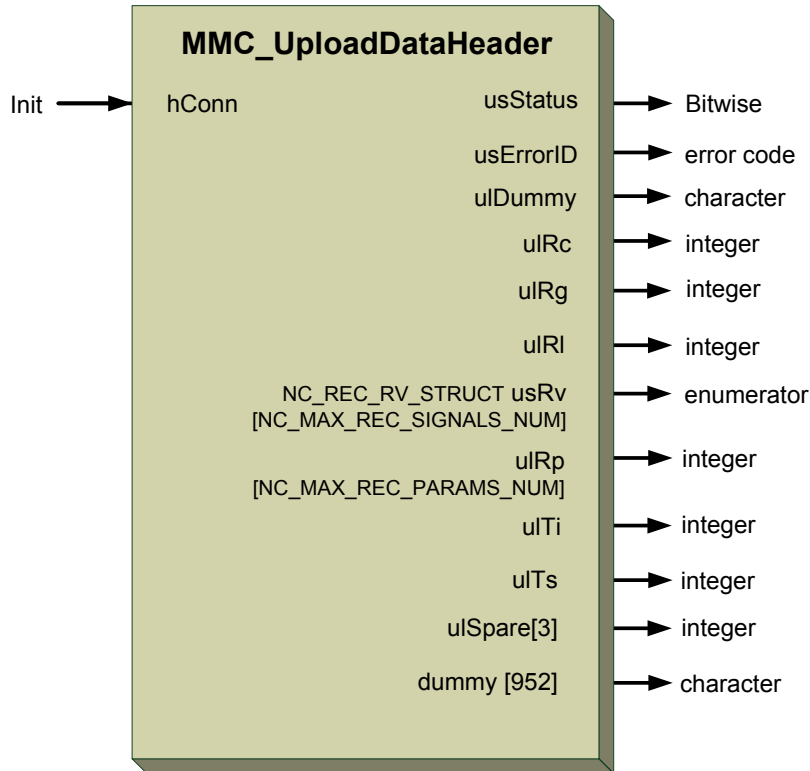 MMC_UploadDataHeader
Init hConn usStatus Bitwise
usErrorID error code
ulDummy character
ulRc integer
ulRg integer
ulRl integer
NC_REC_RV_STRUCT usRv enumerator
[NC_MAX_REC_SIGNALS_NUM]
ulRp integer
[NC_MAX_REC_PARAMS_NUM]
ulTi integer
ulTs integer
ulSpare[3] integer
dummy [952] character